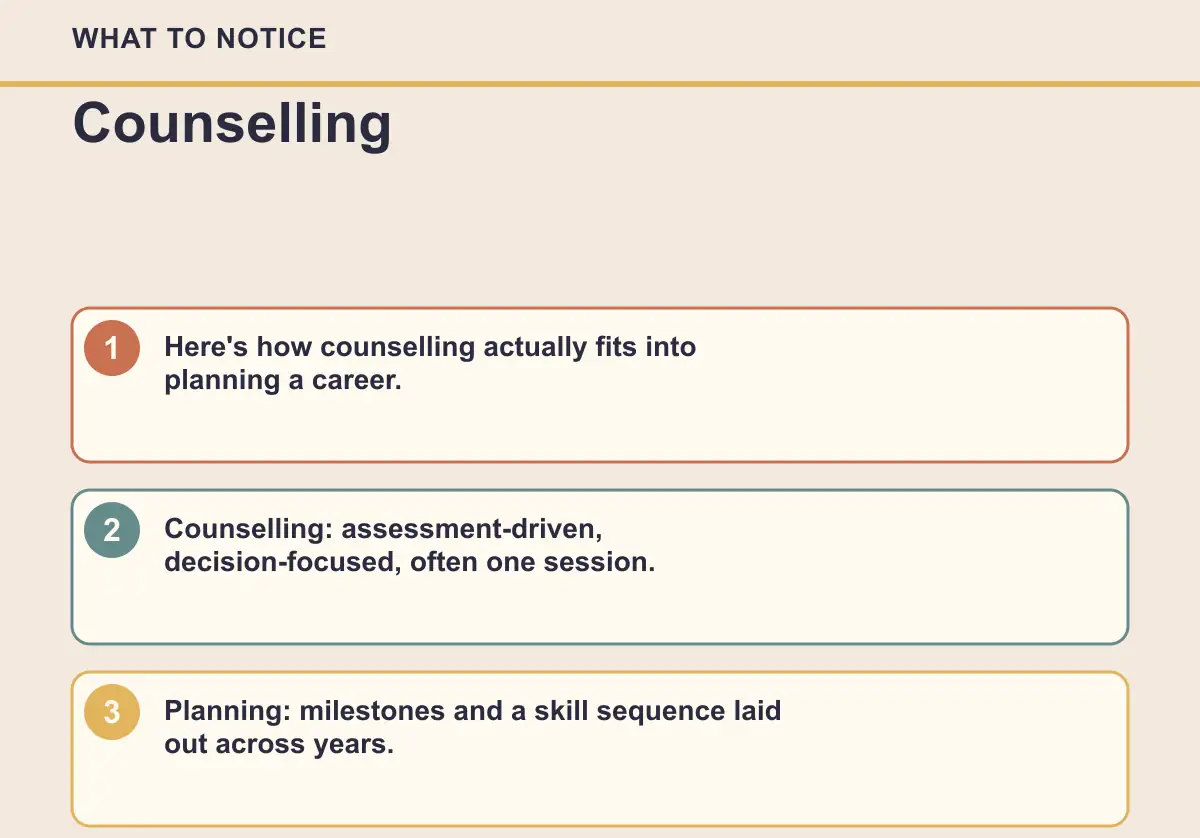 WHAT TO NOTICE
Counselling
1
Here's how counselling actually fits into
planning a career.
2
Counselling: assessment-driven,
decision-focused, often one session.
3
Planning: milestones and a skill sequence laid
out across years.